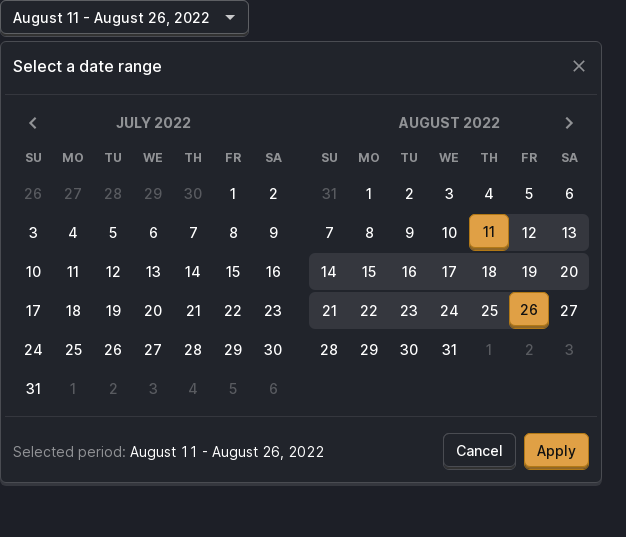 August 11 - August 26, 2022
Select a date range
JULY 2022 AUGUST 2022
SU MO TU WE TH FR SA SU MO TU WE TH FR SA
26 27 28 29 30 1 2 31 1 2 3 4 5 6
3 4 5 6 7 8 9 7 8 9 10 11 12 13
10 11 12 13 14 15 16 14 15 16 17 18 19 20
17 18 19 20 21 22 23 21 22 23 24 25 26 27
24 25 26 27 28 29 30 28 29 30 31 1 2 3
31 1 2 3 4 5 6
Selected period: August 11 - August 26, 2022 Cancel Apply